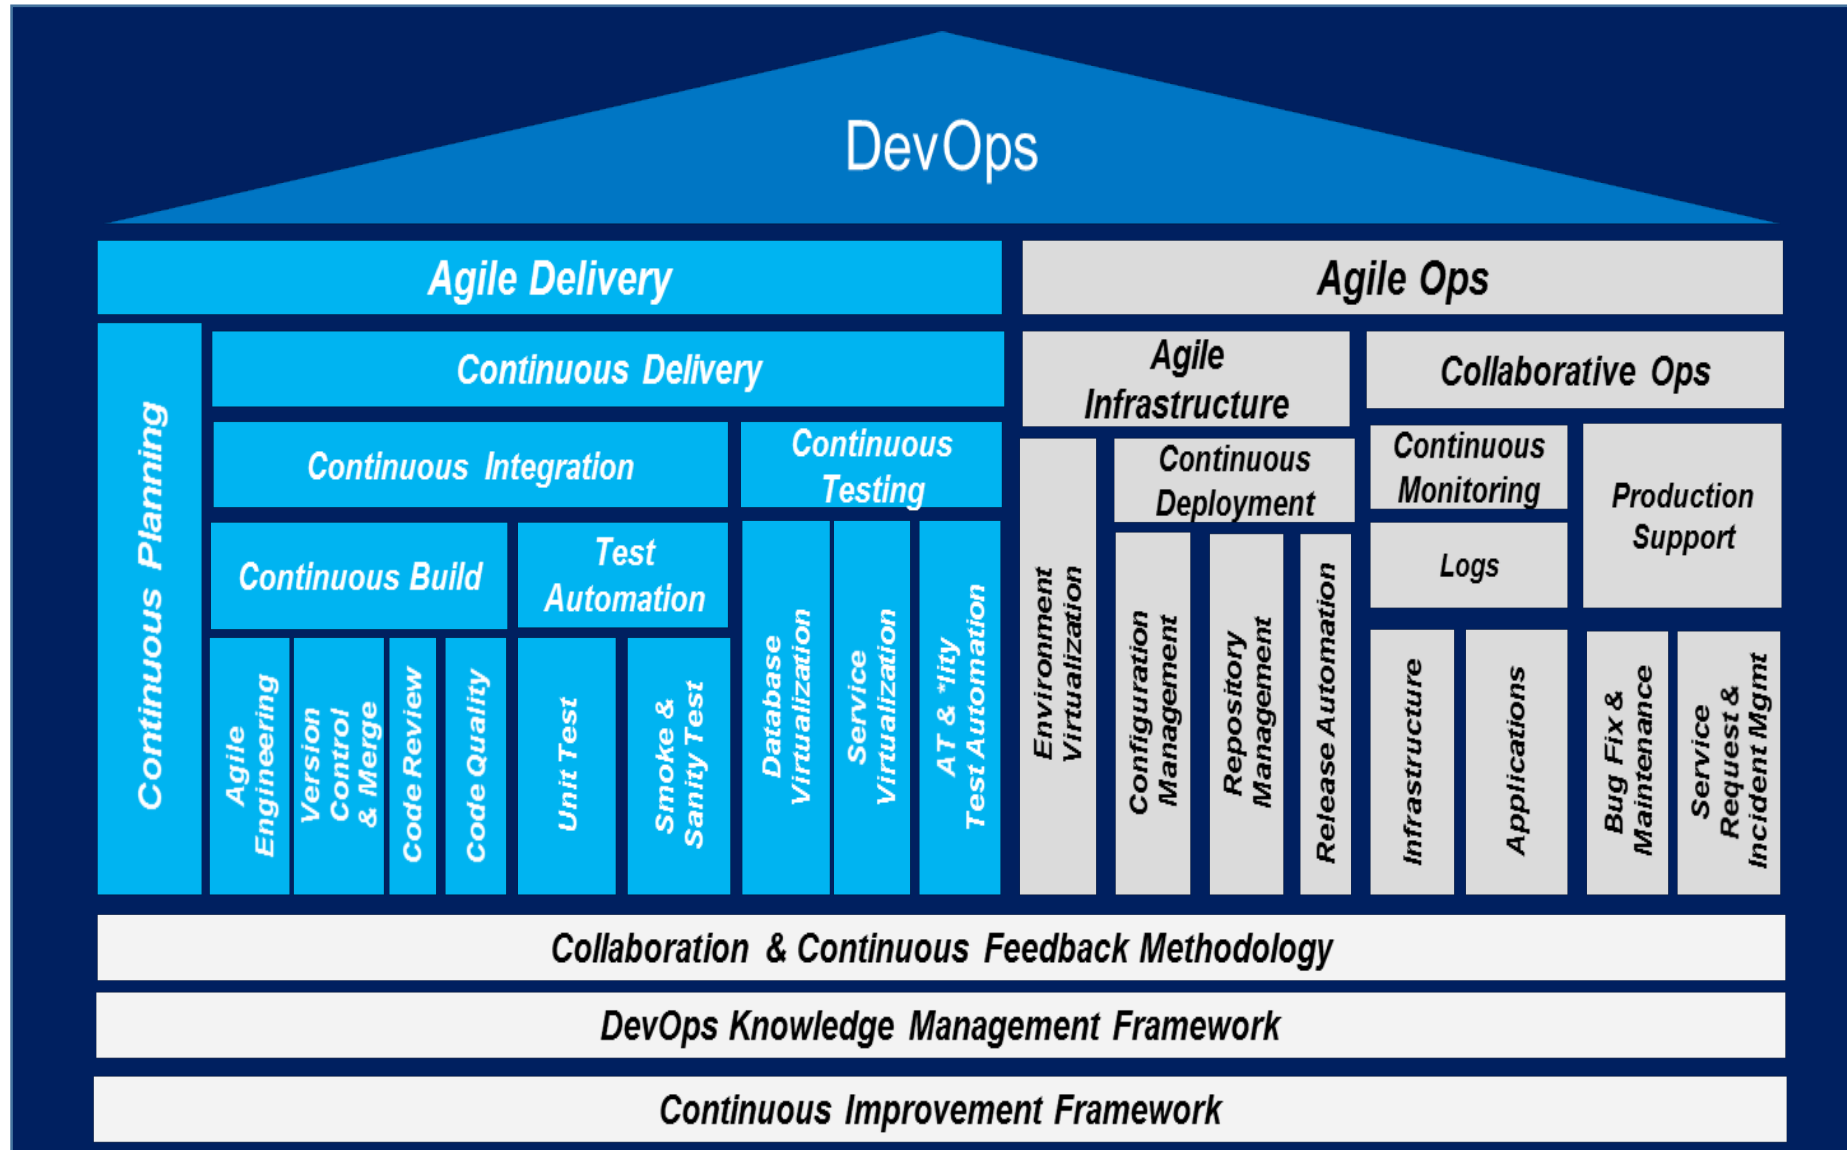 DevOps
Agile Delivery
Agile Ops
Continuous Planning
Continuous Delivery
Agile
Infrastructure
Collaborative Ops
Continuous Integration
Continuous
Testing
Continuous
Deployment
Continuous
Monitoring
Production
Support
Continuous Build
Test
Automation
Logs
Agile
Engineering
Version
Control
& Merge
Code Review
Code Quality
Unit Test
Smoke &
Sanity Test
Database
Virtualization
Service
Virtualization
AT & *lity
Test Automation
Environment
Virtualization
Configuration
Management
Repository
Management
Release Automation
Infrastructure
Applications
Bug Fix &
Maintenance
Service
Request &
Incident Mgmt
Collaboration & Continuous Feedback Methodology
DevOps Knowledge Management Framework
Continuous Improvement Framework